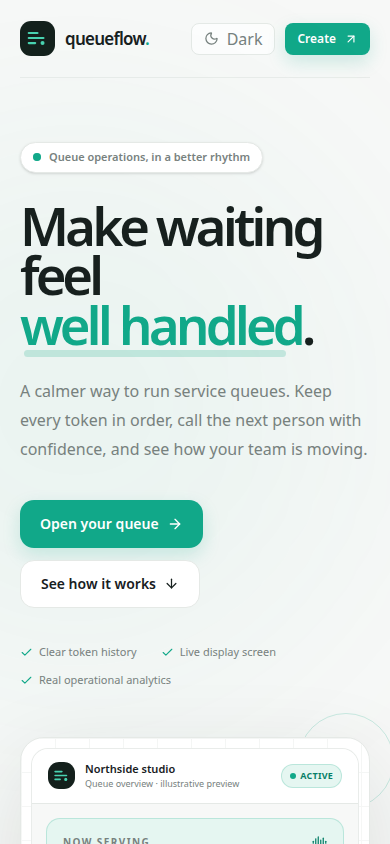 queueflow.
Dark
Create
Queue operations, in a better rhythm
Make waiting
feel
well handled.
A calmer way to run service queues. Keep
every token in order, call the next person with
confidence, and see how your team is moving.
Open your queue
See how it works
Clear token history
Live display screen
Real operational analytics
Northside studio
Queue overview · illustrative preview
ACTIVE
NOW SERVING